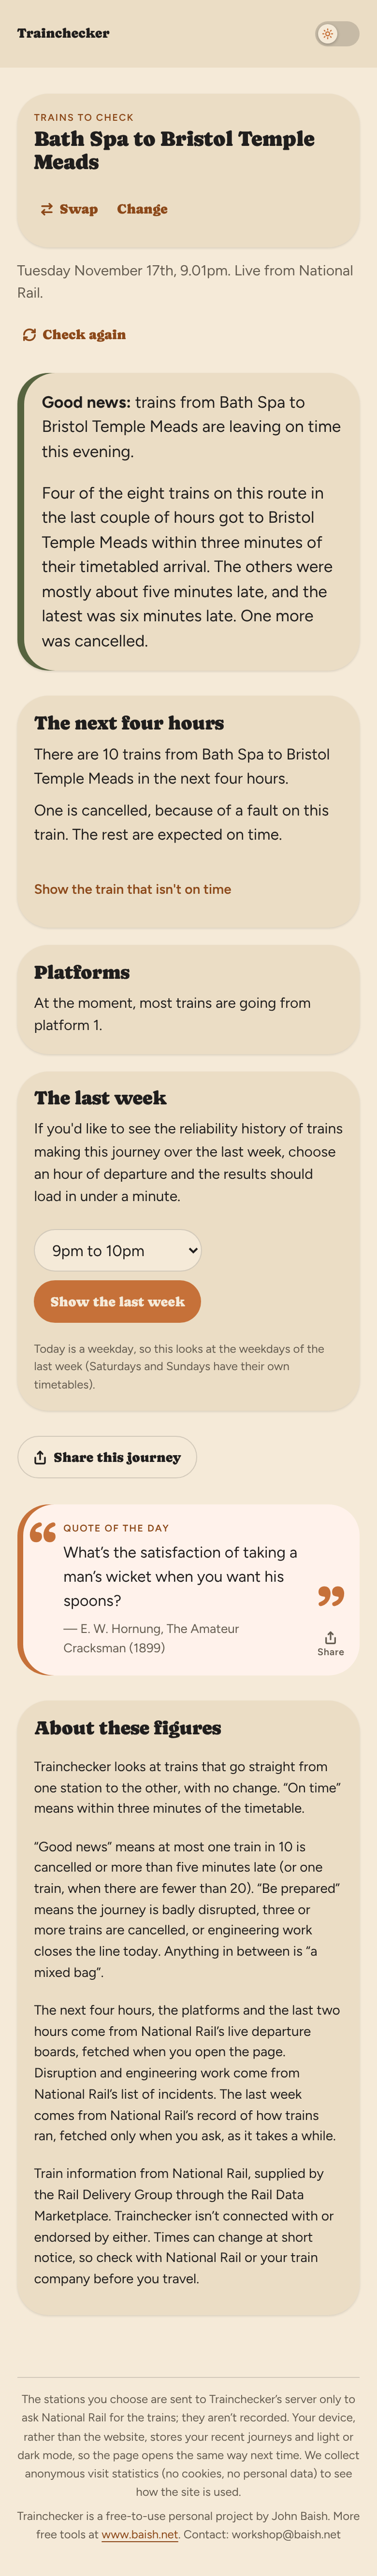 Trainchecker
TRAINS TO CHECK
Bath Spa to Bristol Temple
Meads
Swap Change
Tuesday November 17th, 9.01pm. Live from National
Rail.
Check again
Good news: trains from Bath Spa to
Bristol Temple Meads are leaving on time
this evening.
Four of the eight trains on this route in
the last couple of hours got to Bristol
Temple Meads within three minutes of
their timetabled arrival. The others were
mostly about five minutes late, and the
latest was six minutes late. One more
was cancelled.
The next four hours
There are 10 trains from Bath Spa to Bristol
Temple Meads in the next four hours.
One is cancelled, because of a fault on this
train. The rest are expected on time.
Show the train that isn't on time
Platforms
At the moment, most trains are going from
platform 1.
The last week
If you'd like to see the reliability history of trains
making this journey over the last week, choose
an hour of departure and the results should
load in under a minute.
9pm to 10pm
Show the last week
Today is a weekday, so this looks at the weekdays of the
last week (Saturdays and Sundays have their own
timetables).
Share this journey
“
QUOTE OF THE DAY
What’s the satisfaction of taking a
man’s wicket when you want his
spoons?
”
— E. W. Hornung, The Amateur
Cracksman (1899)
Share
About these figures
Trainchecker looks at trains that go straight from
one station to the other, with no change. “On time”
means within three minutes of the timetable.
“Good news” means at most one train in 10 is
cancelled or more than five minutes late (or one
train, when there are fewer than 20). “Be prepared”
means the journey is badly disrupted, three or
more trains are cancelled, or engineering work
closes the line today. Anything in between is “a
mixed bag”.
The next four hours, the platforms and the last two
hours come from National Rail’s live departure
boards, fetched when you open the page.
Disruption and engineering work come from
National Rail’s list of incidents. The last week
comes from National Rail’s record of how trains
ran, fetched only when you ask, as it takes a while.
Train information from National Rail, supplied by
the Rail Delivery Group through the Rail Data
Marketplace. Trainchecker isn’t connected with or
endorsed by either. Times can change at short
notice, so check with National Rail or your train
company before you travel.
The stations you choose are sent to Trainchecker’s server only to
ask National Rail for the trains; they aren’t recorded. Your device,
rather than the website, stores your recent journeys and light or
dark mode, so the page opens the same way next time. We collect
anonymous visit statistics (no cookies, no personal data) to see
how the site is used.
Trainchecker is a free-to-use personal project by John Baish. More
free tools at www.baish.net. Contact: workshop@baish.net